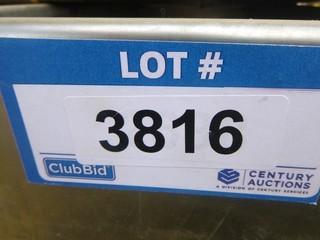 LOT #
3816
ClubBid
CENTURY
AUCTIONS
A DIVISION OF CENTURY SERVICES